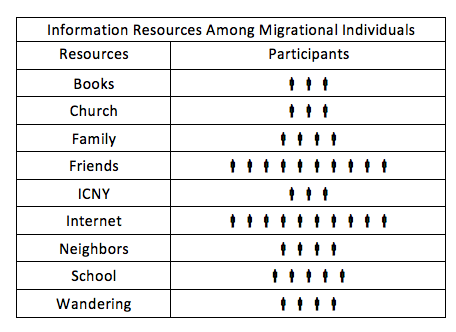 Information Resources Among Migrational Individuals
Resources Participants
Books
Church
Family
Friends
ICNY
Internet
Neighbors
School
Wandering